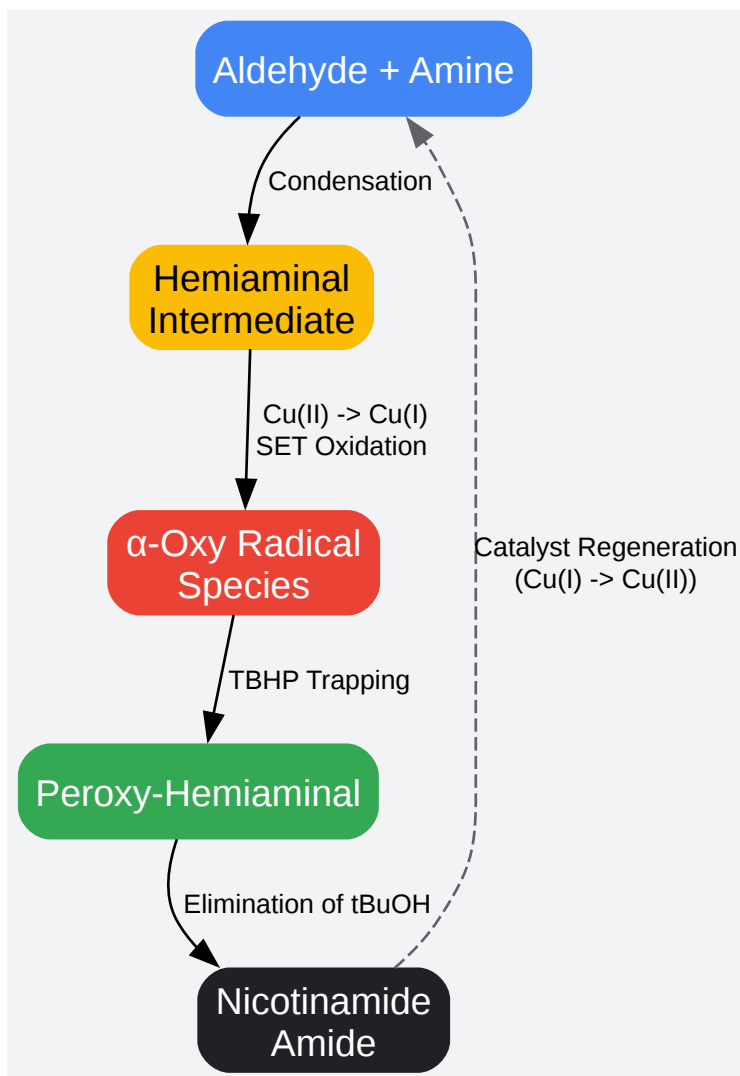 Aldehyde + Amine
Condensation
Hemiaminal
Intermediate
Cu(II) -> Cu(I)
SET Oxidation
α-Oxy Radical
Species
Catalyst Regeneration
(Cu(I) -> Cu(II))
TBHP Trapping
Peroxy-Hemiaminal
Elimination of tBuOH
Nicotinamide
Amide